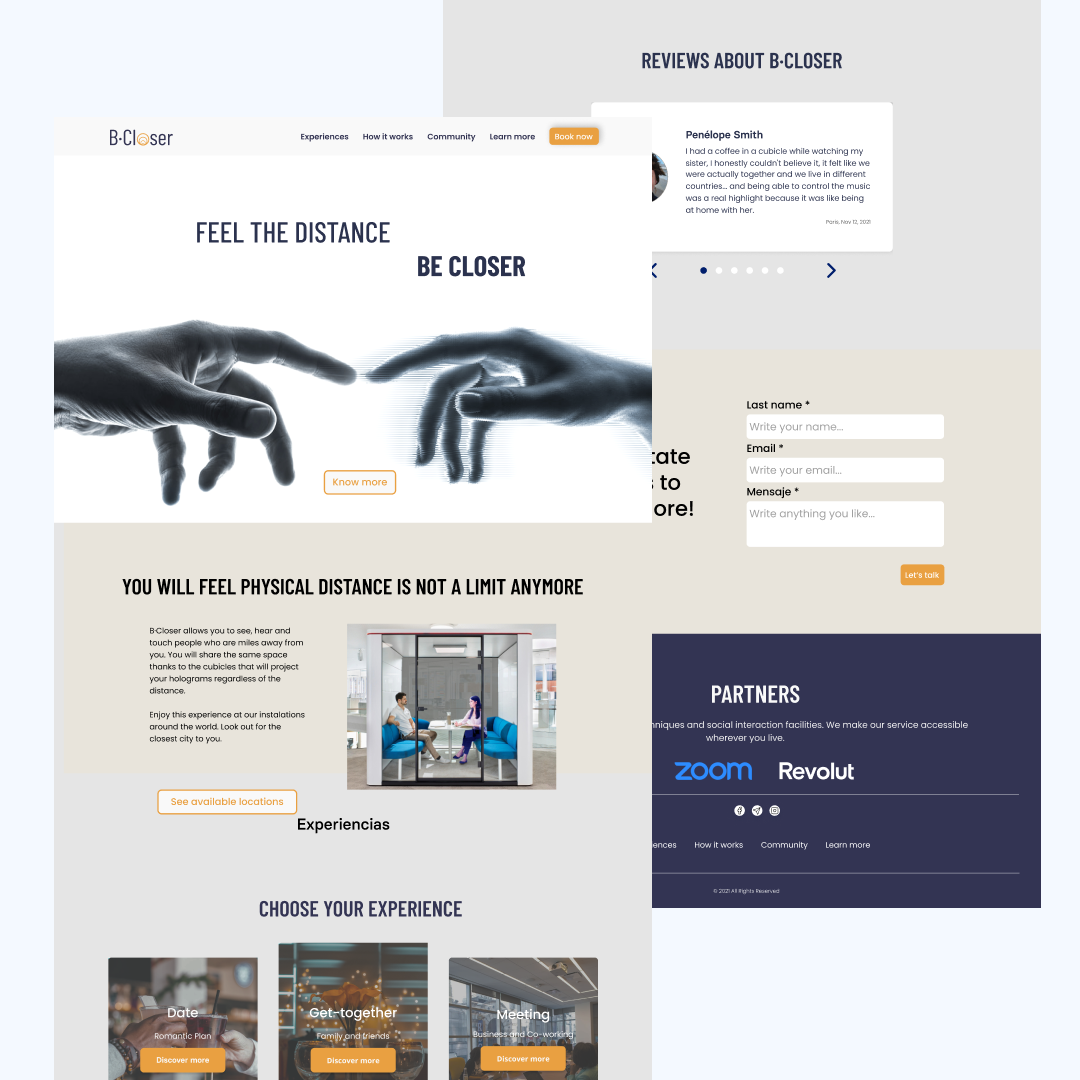 B·Closer
Experiences How it works Community Learn more Book now
FEEL THE DISTANCE
BE CLOSER
Know more
YOU WILL FEEL PHYSICAL DISTANCE IS NOT A LIMIT ANYMORE
B·Closer allows you to see, hear and
touch people who are miles away from
you. You will share the same space
thanks to the cubicles that will project
your holograms regardless of the
distance.
Enjoy this experience at our instalations
around the world. Look out for the
closest city to you.
See available locations
Experiencias
CHOOSE YOUR EXPERIENCE
Date
Romantic Plan
Discover more
Get-together
Family and friends
Discover more
Meeting
Business and Co-working
Discover more
REVIEWS ABOUT B·CLOSER
Penélope Smith
I had a coffee in a cubicle while watching my
sister, I honestly couldn't believe it, it felt like we
were actually together and we live in different
countries... and being able to control the music
was a real highlight because it was like being
at home with her.
Paris, Nov 12, 2021
to
ore!
Last name *
Write your name...
Email *
Write your email...
Mensaje *
Write anything you like...
Let's talk
PARTNERS
and social interaction facilities. We make our service accessible
wherever you live.
zoom Revolut
How it works Community Learn more
© 2021 All Rights Reserved